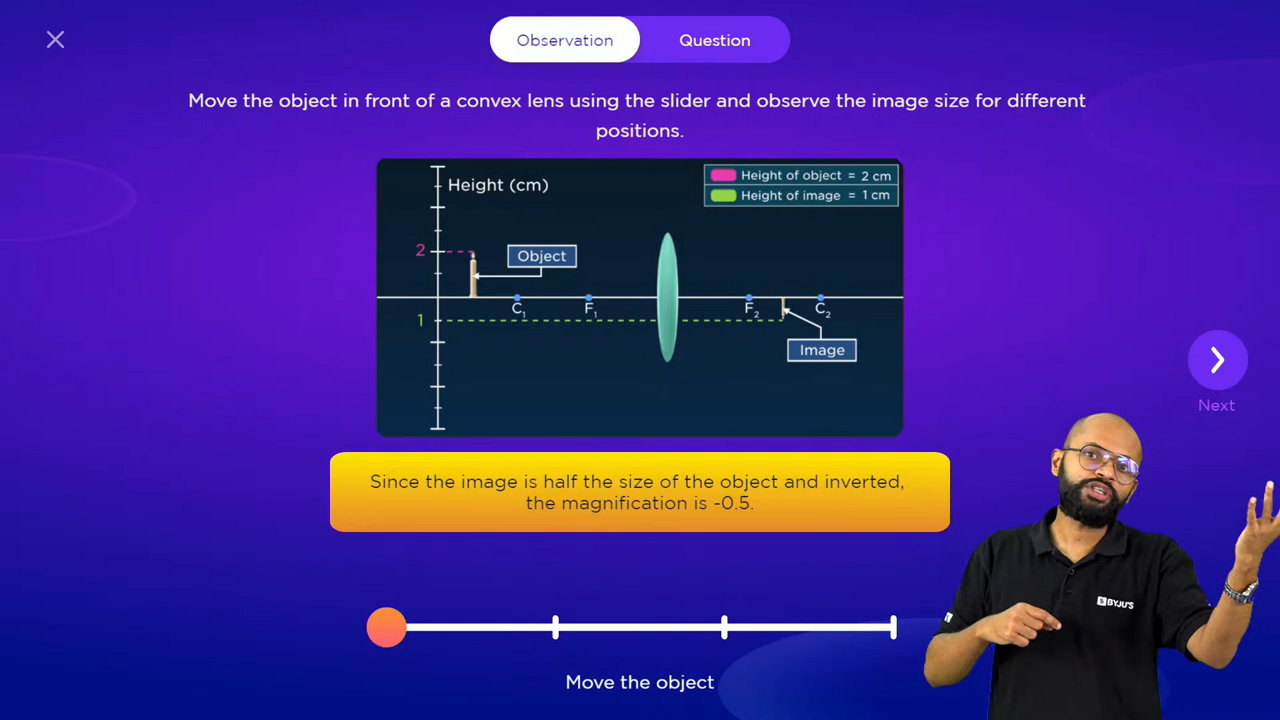 Observation
Question
Move the object in front of a convex lens using the slider and observe the image size for different
positions.
Height (cm)
Height of object = 2 cm
Height of image = 1 cm
2
Object
C₁
F₁
F₂
C₂
1
Image
Next
Since the image is half the size of the object and inverted,
the magnification is -0.5.
BYJU'S
Move the object